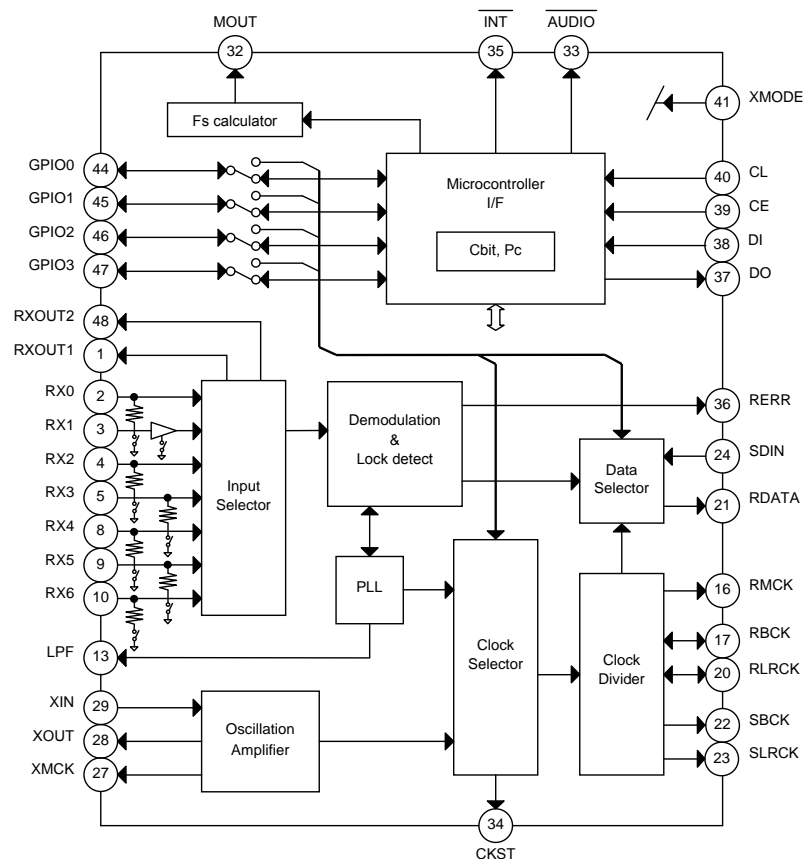 MOUT
INT
AUDIO
32
35
33
41
XMODE
Fs calculator
GPIO0
44
Microcontroller
I/F
40
CL
GPIO1
45
39
CE
GPIO2
46
Cbit, Pc
38
DI
GPIO3
47
37
DO
RXOUT2
48
RXOUT1
1
RX0
2
Demodulation
&
Lock detect
36
RERR
RX1
3
RX2
4
Input
Selector
Data
Selector
24
SDIN
RX3
5
21
RDATA
RX4
8
RX5
9
RX6
10
PLL
16
RMCK
LPF
13
Clock
Selector
Clock
Divider
17
RBCK
20
RLRCK
XIN
29
Oscillation
Amplifier
22
SBCK
XOUT
28
23
SLRCK
XMCK
27
34
CKST